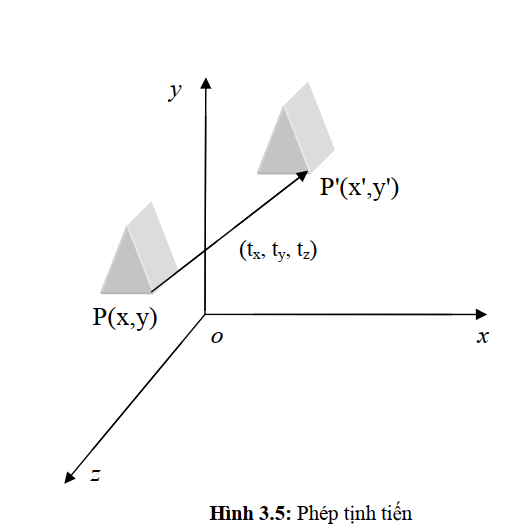 y
P'(x',y')
(tx, ty, tz)
P(x,y)
o
x
z
Hình 3.5: Phép tịnh tiến